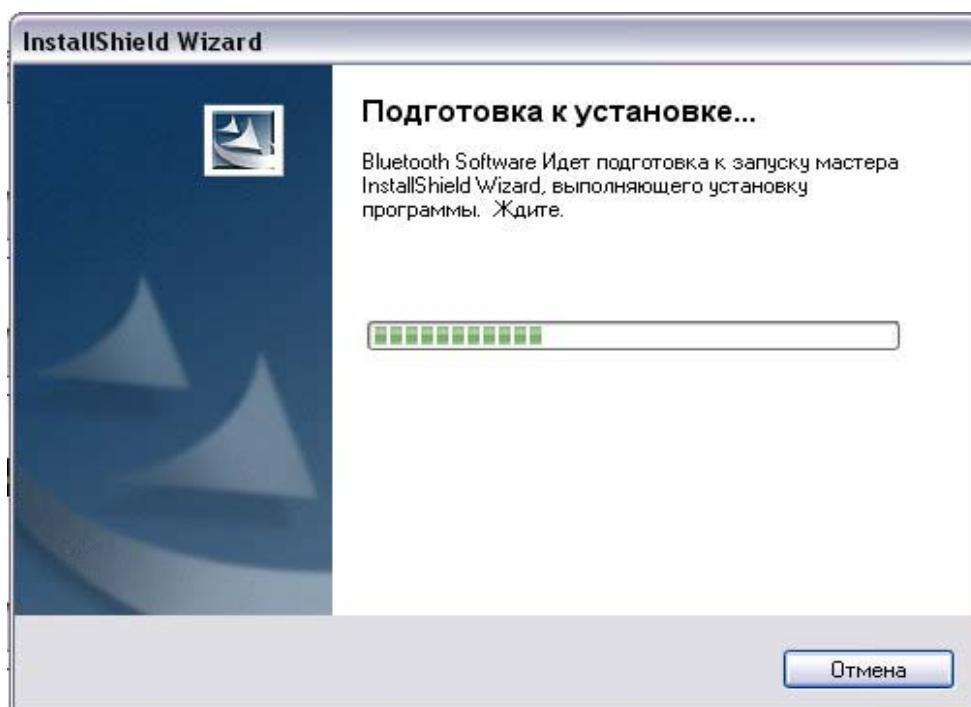 InstallShield Wizard
Подготовка к установке...
Bluetooth Software Идет подготовка к запуску мастера
InstallShield Wizard, выполняющего установку
программы.  Ждите.
Отмена